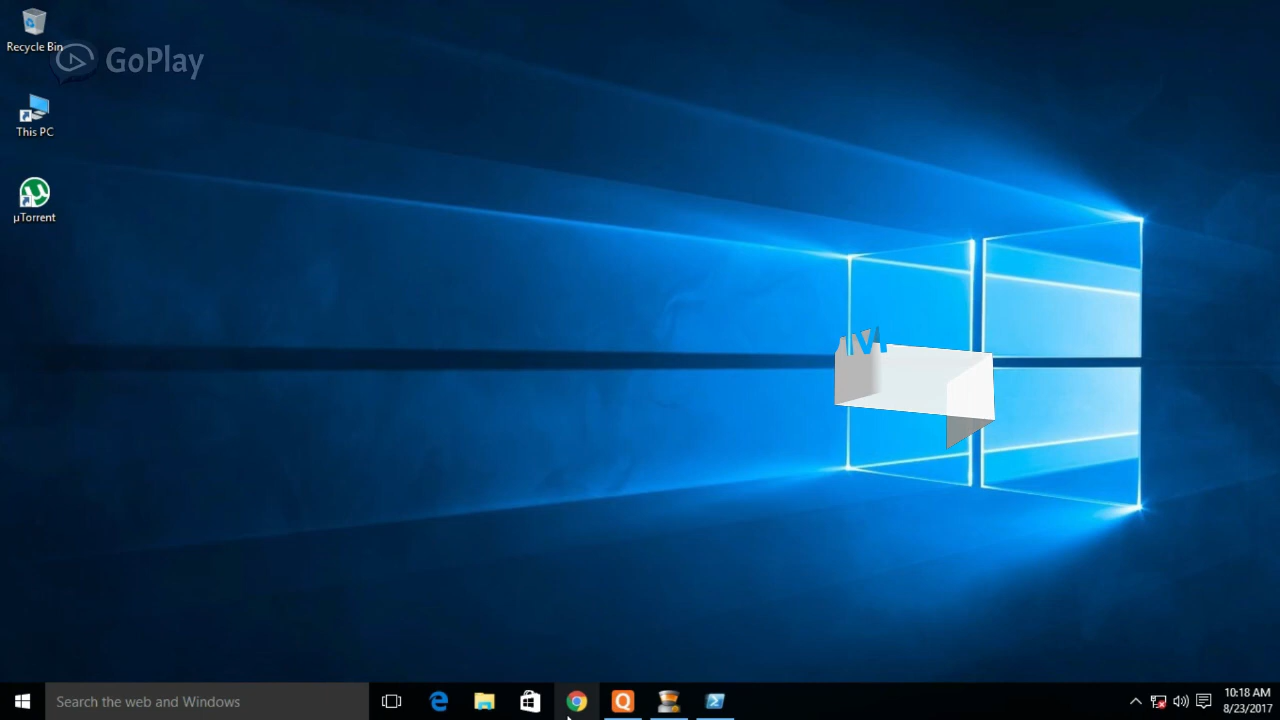 Recycle Bin
GoPlay
This PC
µTorrent
Search the web and Windows
10:18 AM
8/23/2017